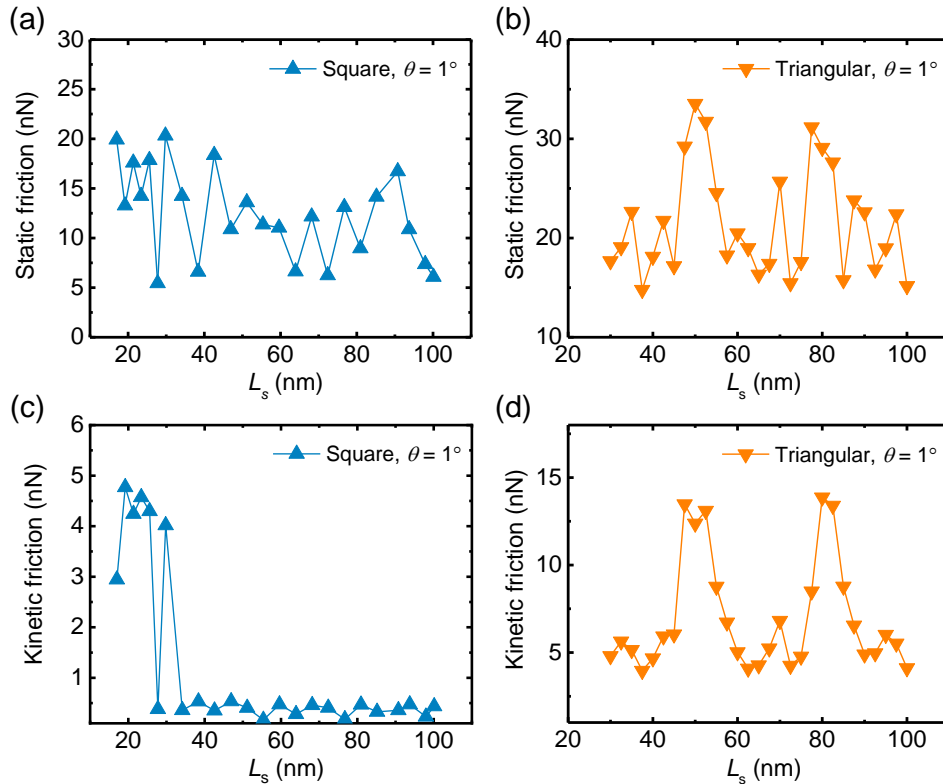 (a)
30
25
20
15
10
5
0
Static friction (nN)
Square, θ = 1°
20 40 60 80 100
Ls (nm)
(b)
40
30
20
10
Static friction (nN)
Triangular, θ = 1°
20 40 60 80 100
Ls (nm)
(c)
6
5
4
3
2
1
Kinetic friction (nN)
Square, θ = 1°
20 40 60 80 100
Ls (nm)
(d)
15
10
5
0
Kinetic friction (nN)
Triangular, θ = 1°
20 40 60 80 100
Ls (nm)